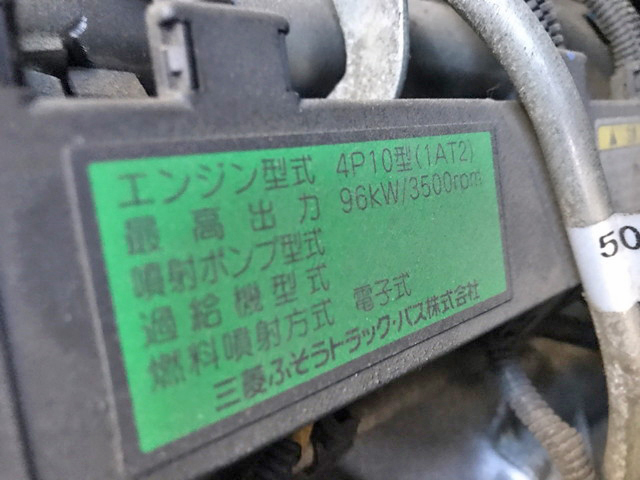 エンジン型式 4P10型(1AT2)
最高出力 96kW/3500rpm
噴射ポンプ型式
過給機型式
燃料噴射方式 電子式
三菱ふそうトラック・バス株式会社
50